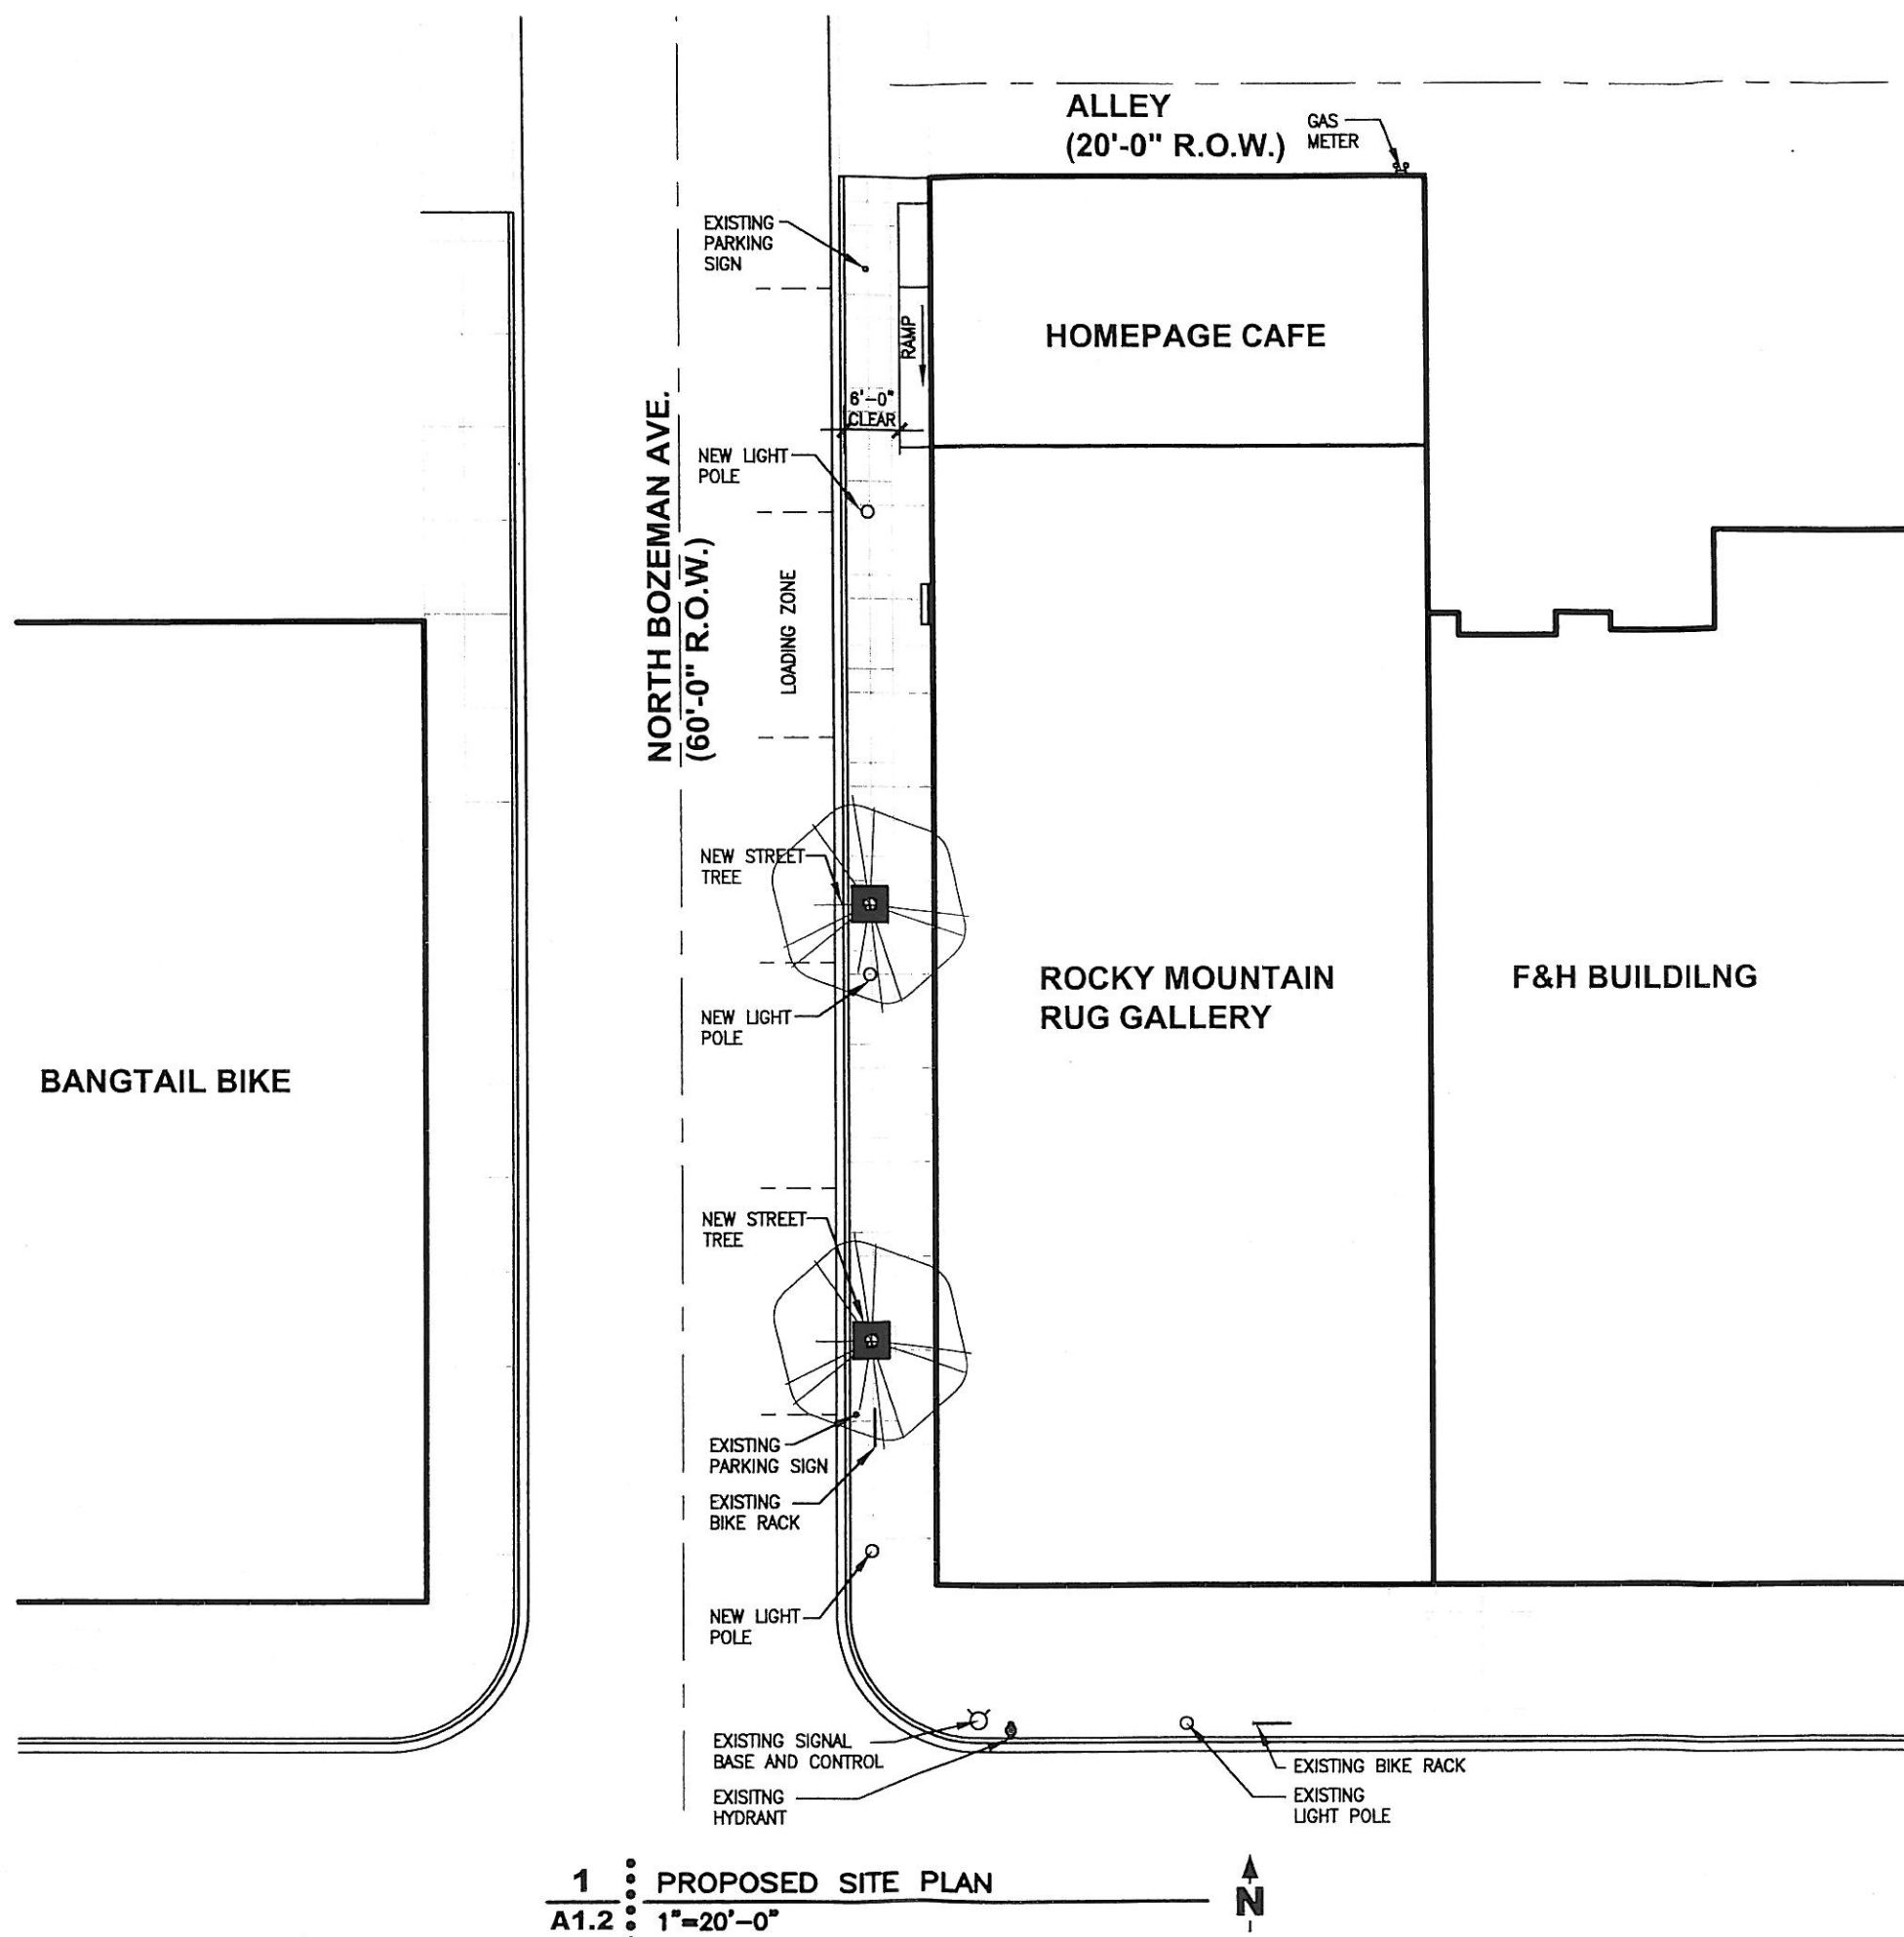 ALLEY
(20'-0" R.O.W.)
GAS
METER
EXISTING
PARKING
SIGN
HOMEPAGE CAFE
RAMP
6'-0"
CLEAR
NEW LIGHT
POLE
NORTH BOZEMAN AVE.
(60'-0" R.O.W.)
LOADING ZONE
NEW STREET
TREE
ROCKY MOUNTAIN
RUG GALLERY
F&H BUILDILNG
NEW LIGHT
POLE
BANGTAIL BIKE
NEW STREET
TREE
EXISTING
PARKING SIGN
EXISTING
BIKE RACK
NEW LIGHT
POLE
EXISTING SIGNAL
BASE AND CONTROL
EXISITNG
HYDRANT
EXISTING BIKE RACK
EXISTING
LIGHT POLE
1 PROPOSED SITE PLAN
A1.2 1"=20'-0"
N